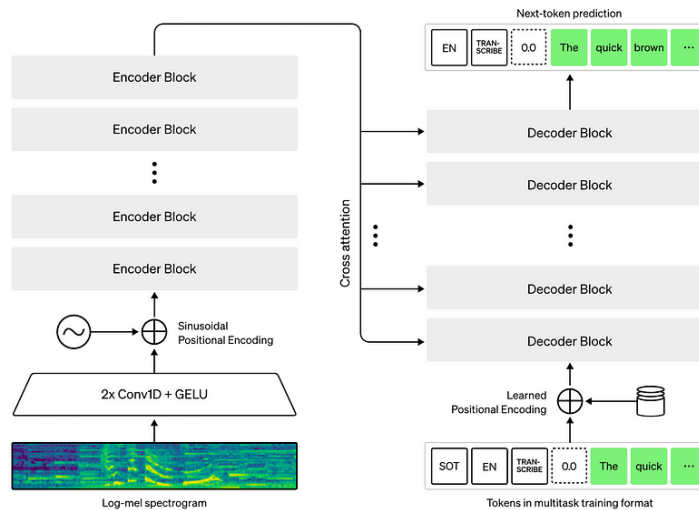 Next-token prediction
EN
TRAN-
SCRIBE
0.0
The
quick
brown
...
Encoder Block
Encoder Block
Encoder Block
Encoder Block
Sinusoidal
Positional Encoding
2x Conv1D + GELU
Log-mel spectrogram
Cross attention
Decoder Block
Decoder Block
Decoder Block
Decoder Block
Learned
Positional Encoding
SOT
EN
TRAN-
SCRIBE
0.0
The
quick
...
Tokens in multitask training format